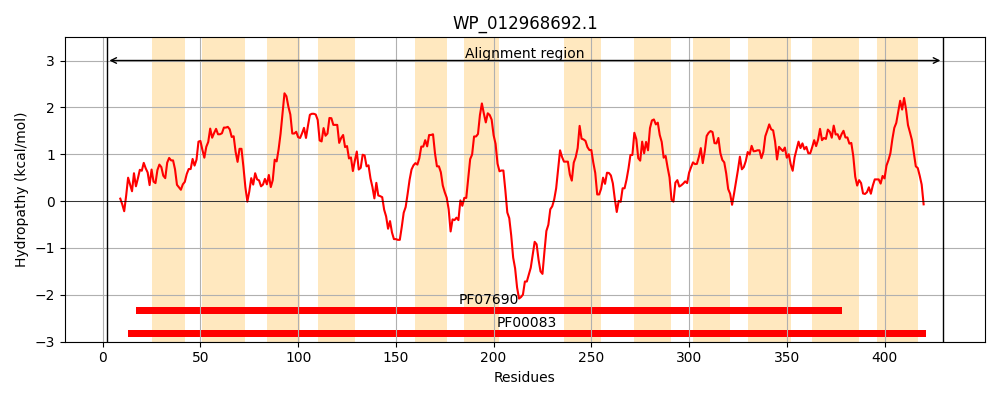 WP_012968692.1
Alignment region
3
2
1
0
−1
−2
−3
Hydropathy (kcal/mol)
PF07690
PF00083
0 50 100 150 200 250 300 350 400
Residues